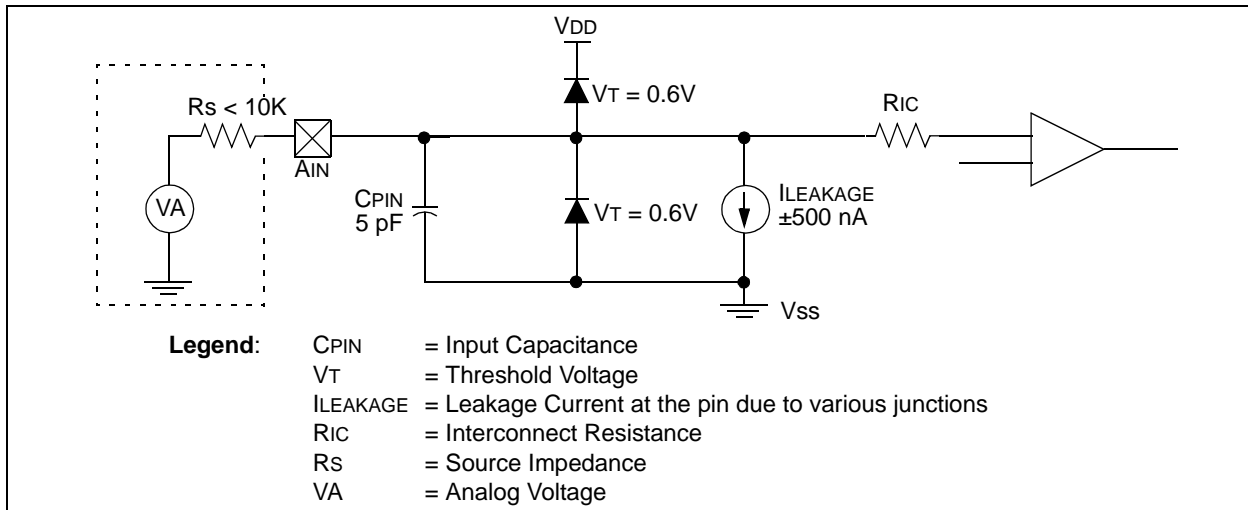 VDD
VT = 0.6V
RS < 10K
RIC
AIN
VA
CPIN
5 pF
VT = 0.6V
ILEAKAGE
±500 nA
VSS
Legend:
CPIN = Input Capacitance
VT = Threshold Voltage
ILEAKAGE = Leakage Current at the pin due to various junctions
RIC = Interconnect Resistance
RS = Source Impedance
VA = Analog Voltage